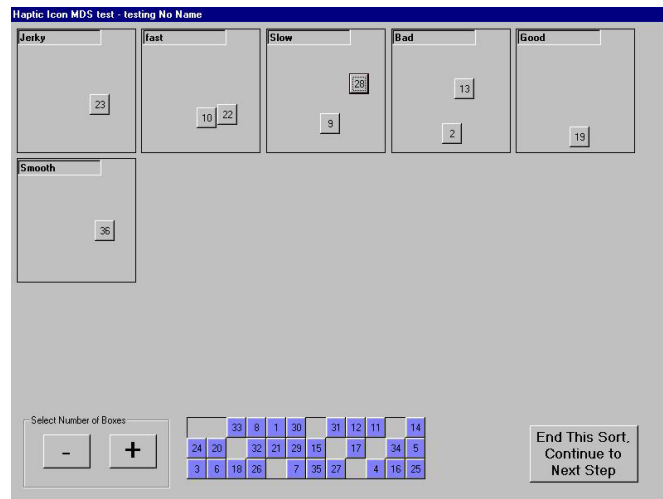 Haptic Icon MDS test - testing No Name
Jerky
fast
Slow
Bad
Good
23
10 22
28
9
13
2
19
Smooth
36
Select Number of Boxes
- +
33 8 1 30 31 12 11 14
24 20 32 21 29 15 17 34 5
3 6 18 26 7 35 27 4 16 25
End This Sort,
Continue to
Next Step